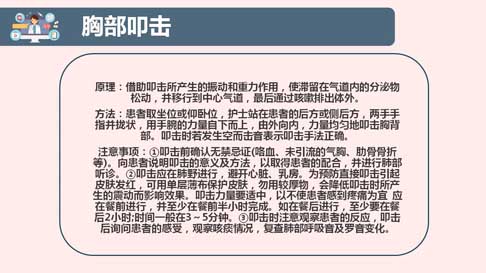 胸部叩击
原理：借助叩击所产生的振动和重力作用，使滞留在气道内的分泌物
松动，并移行到中心气道，最后通过咳嗽排出体外。
方法：患者取坐位或仰卧位，护士站在患者的后方或侧后方，两手手
指并拢状，用手腕的力量自下而上，由外向内，力量均匀地叩击胸背
部。叩击时若发生空而击音表示叩击手法正确。
注意事项：①叩击前确认无禁忌证(咯血、未引流的气胸、肋骨骨折
等)。向患者说明叩击的意义及方法，以取得患者的配合，并进行肺部
听诊。②叩击应在肺野进行，避开心脏、乳房。为预防直接叩击引起
皮肤发红，可用单层薄布保护皮肤，勿用较厚物，会降低叩击时所产
生的震动而影响效果。叩击力量要适中，以不使患者感到疼痛为宜 应
在餐前进行，并至少在餐前半小时完成。如在餐后进行，至少要在餐
后2小时;时间一般在3～5分钟。③叩击时注意观察患者的反应，叩击
后询问患者的感受，观察咳痰情况，复查肺部呼吸音及罗音变化。